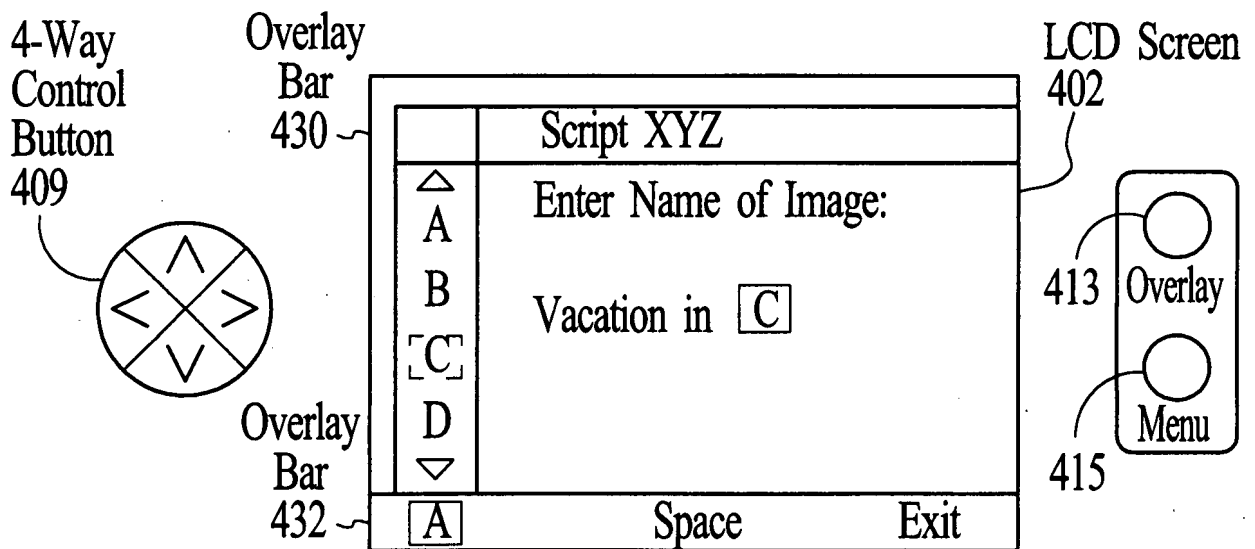 4-Way
Control
Button
409
Overlay
Bar
430
LCD Screen
402
Script XYZ
Enter Name of Image:
A
B
C
D
Vacation in C
413
Overlay
415
Menu
Overlay
Bar
432
A Space Exit